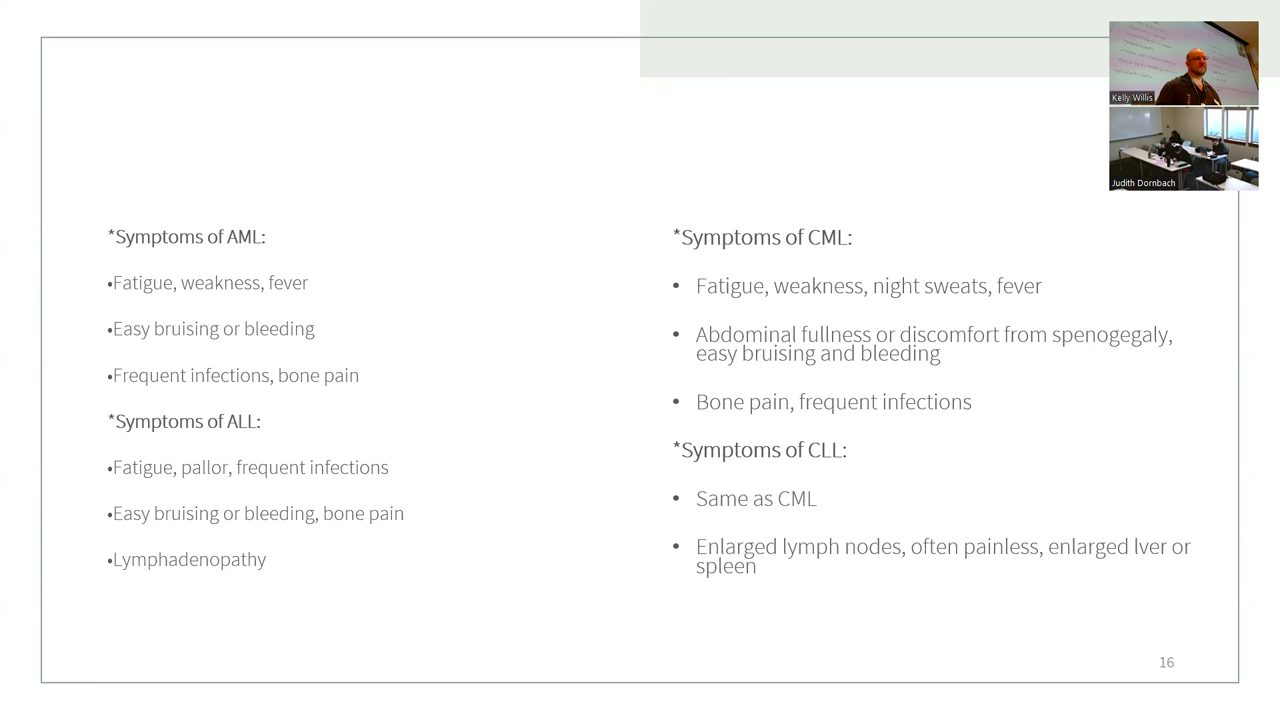 *Symptoms of AML:
•Fatigue, weakness, fever
•Easy bruising or bleeding
•Frequent infections, bone pain
*Symptoms of ALL:
•Fatigue, pallor, frequent infections
•Easy bruising or bleeding, bone pain
•Lymphadenopathy
*Symptoms of CML:
• Fatigue, weakness, night sweats, fever
• Abdominal fullness or discomfort from spenogegaly,
easy bruising and bleeding
• Bone pain, frequent infections
*Symptoms of CLL:
• Same as CML
• Enlarged lymph nodes, often painless, enlarged lver or
spleen
16
Kelly Willis
Judith Dornbach